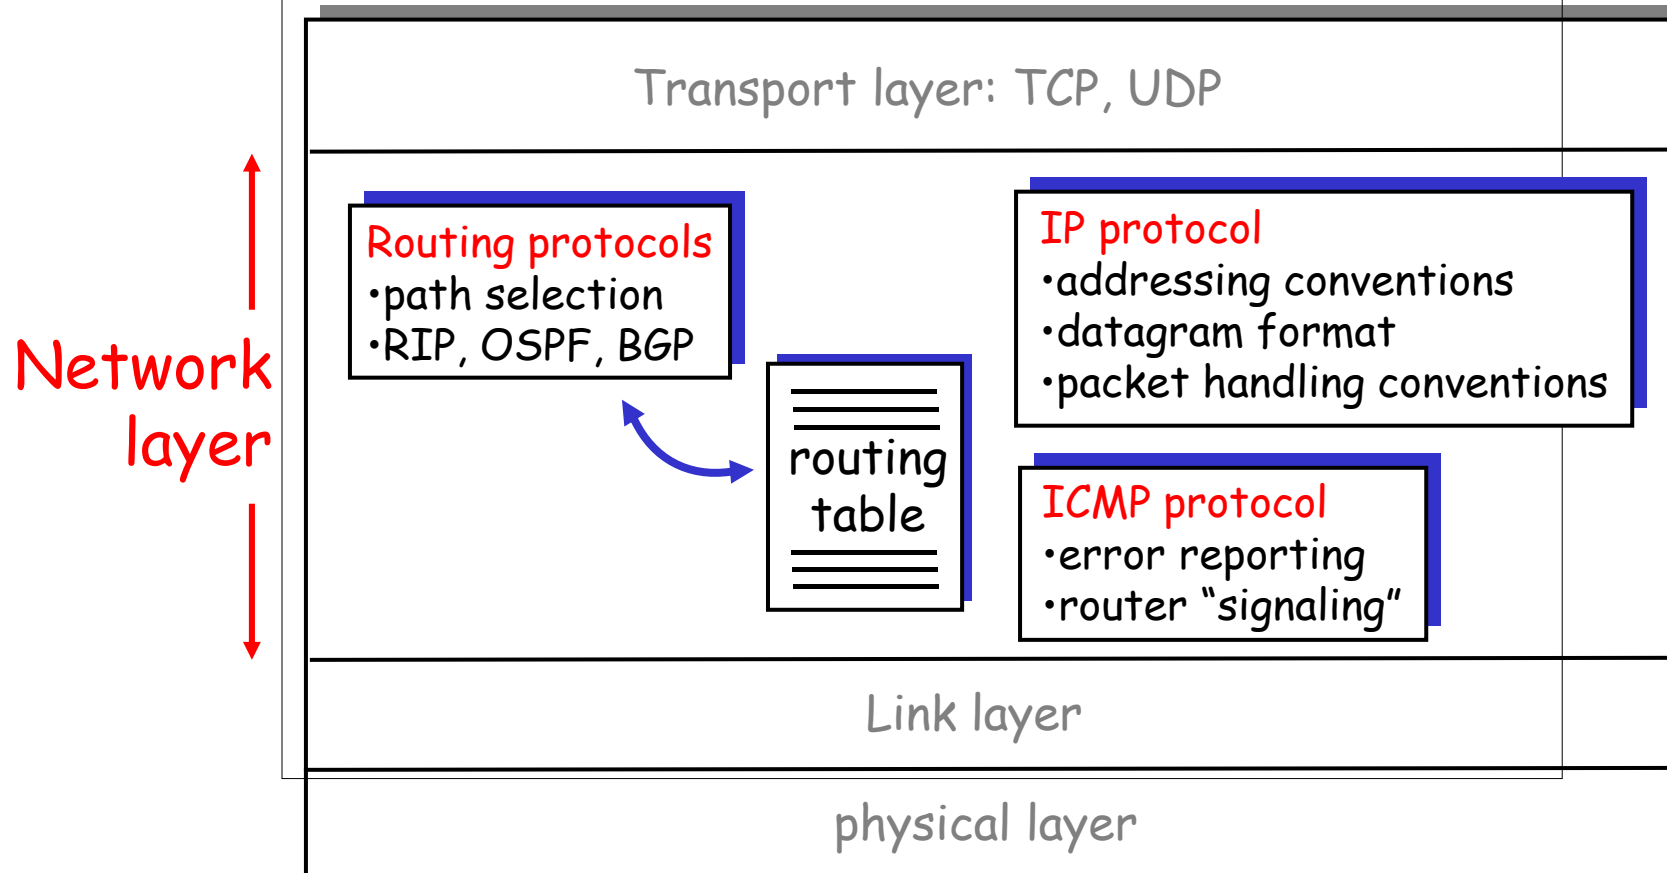 Transport layer: TCP, UDP
Network
layer
Routing protocols
•path selection
•RIP, OSPF, BGP
routing
table
IP protocol
•addressing conventions
•datagram format
•packet handling conventions
ICMP protocol
•error reporting
•router “signaling”
Link layer
physical layer